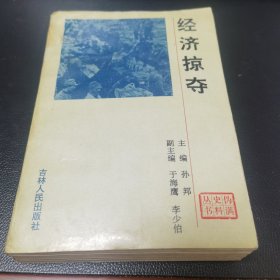 经济掠夺
主编 孙邦
副主编 于海鹰 李少伯
吉林人民出版社
伪满
史料
丛书